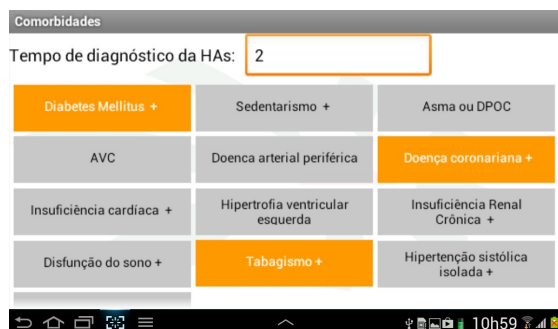 Comorbidades
Tempo de diagnóstico da HAs: 2
Diabetes Mellitus +
Sedentarismo +
Asma ou DPOC
AVC
Doenca arterial periférica
Doença coronariana +
Insuficiència cardíaca +
Hipertrofia ventricular
esquerda
Insuficiência Renal
Crônica +
Disfunção do sono +
Tabagismo +
Hipertenção sistólica
isolada +
10h59